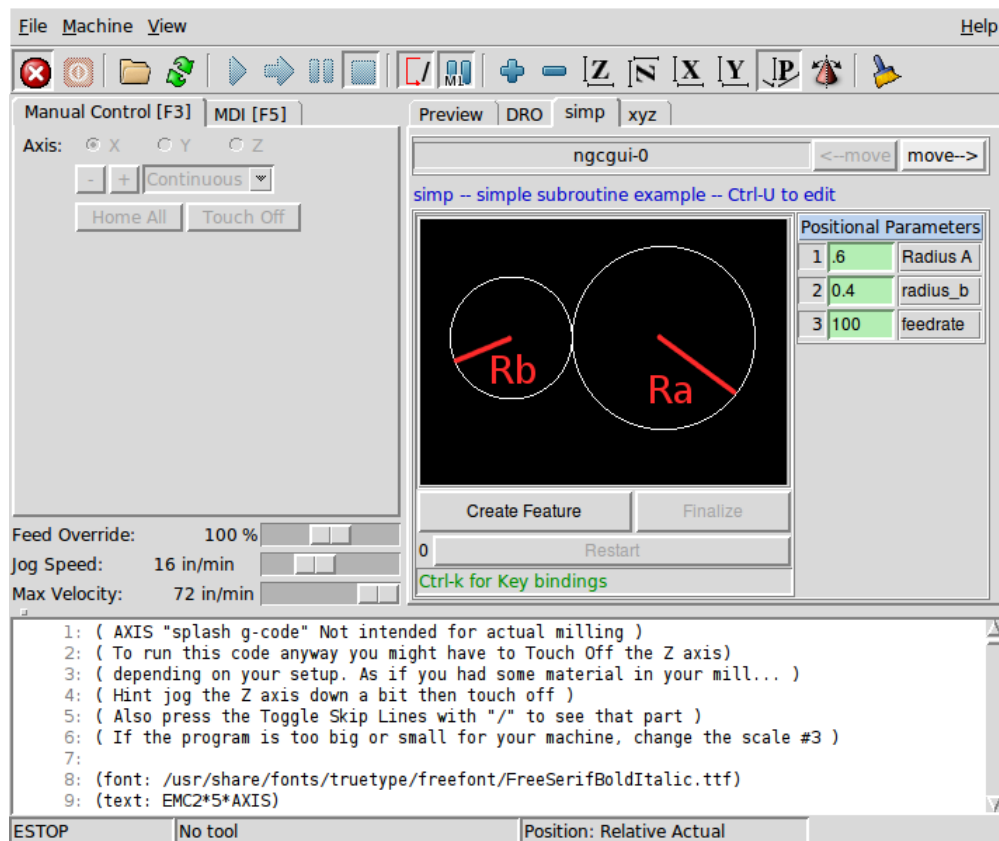 File Machine View Help
M1 Z N X Y P
Manual Control [F3] MDI [F5]
Preview DRO simp xyz
Axis: X Y Z
- + Continuous
Home All Touch Off
ngcgui-0 <--move move-->
simp -- simple subroutine example -- Ctrl-U to edit
Rb Ra
Positional Parameters
1 .6 Radius A
2 0.4 radius_b
3 100 feedrate
Create Feature Finalize
0 Restart
Ctrl-k for Key bindings
Feed Override: 100 %
Jog Speed: 16 in/min
Max Velocity: 72 in/min
1: ( AXIS "splash g-code" Not intended for actual milling )
2: ( To run this code anyway you might have to Touch Off the Z axis)
3: ( depending on your setup. As if you had some material in your mill... )
4: ( Hint jog the Z axis down a bit then touch off )
5: ( Also press the Toggle Skip Lines with "/" to see that part )
6: ( If the program is too big or small for your machine, change the scale #3 )
7:
8: (font: /usr/share/fonts/truetype/freefont/FreeSerifBoldItalic.ttf)
9: (text: EMC2*5*AXIS)
ESTOP No tool Position: Relative Actual